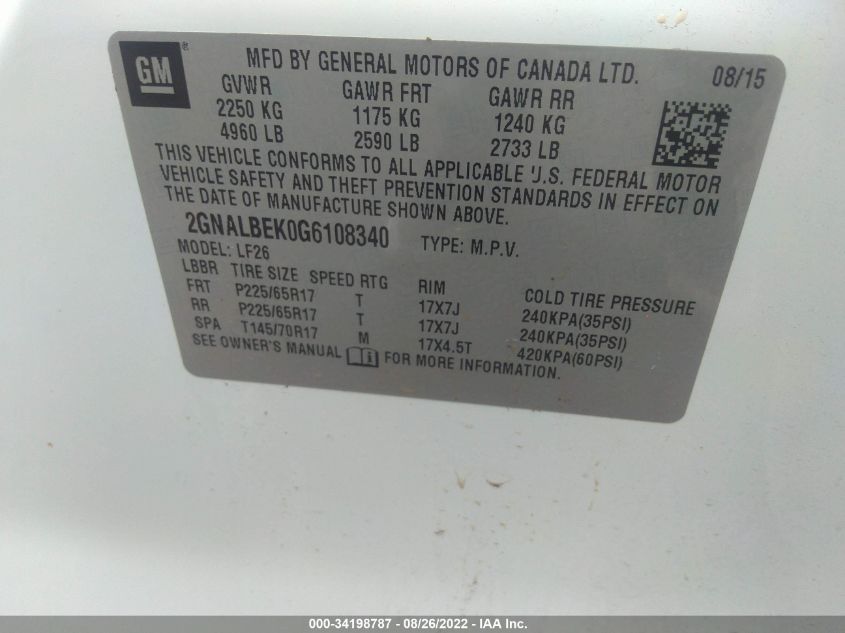 GM
MFD BY GENERAL MOTORS OF CANADA LTD. 08/15
GVWR GAWR FRT GAWR RR
2250 KG 1175 KG 1240 KG
4960 LB 2590 LB 2733 LB
THIS VEHICLE CONFORMS TO ALL APPLICABLE U.S. FEDERAL MOTOR
VEHICLE SAFETY AND THEFT PREVENTION STANDARDS IN EFFECT ON
THE DATE OF MANUFACTURE SHOWN ABOVE.
2GNALBEK0G6108340 TYPE: M.P.V.
MODEL: LF26
LBBR TIRE SIZE SPEED RTG RIM COLD TIRE PRESSURE
FRT P225/65R17 T 17X7J 240KPA(35PSI)
RR P225/65R17 T 17X7J 240KPA(35PSI)
SPA T145/70R17 M 17X4.5T 420KPA(60PSI)
SEE OWNER'S MANUAL FOR MORE INFORMATION.
000-34198787 - 08/26/2022 - IAA Inc.